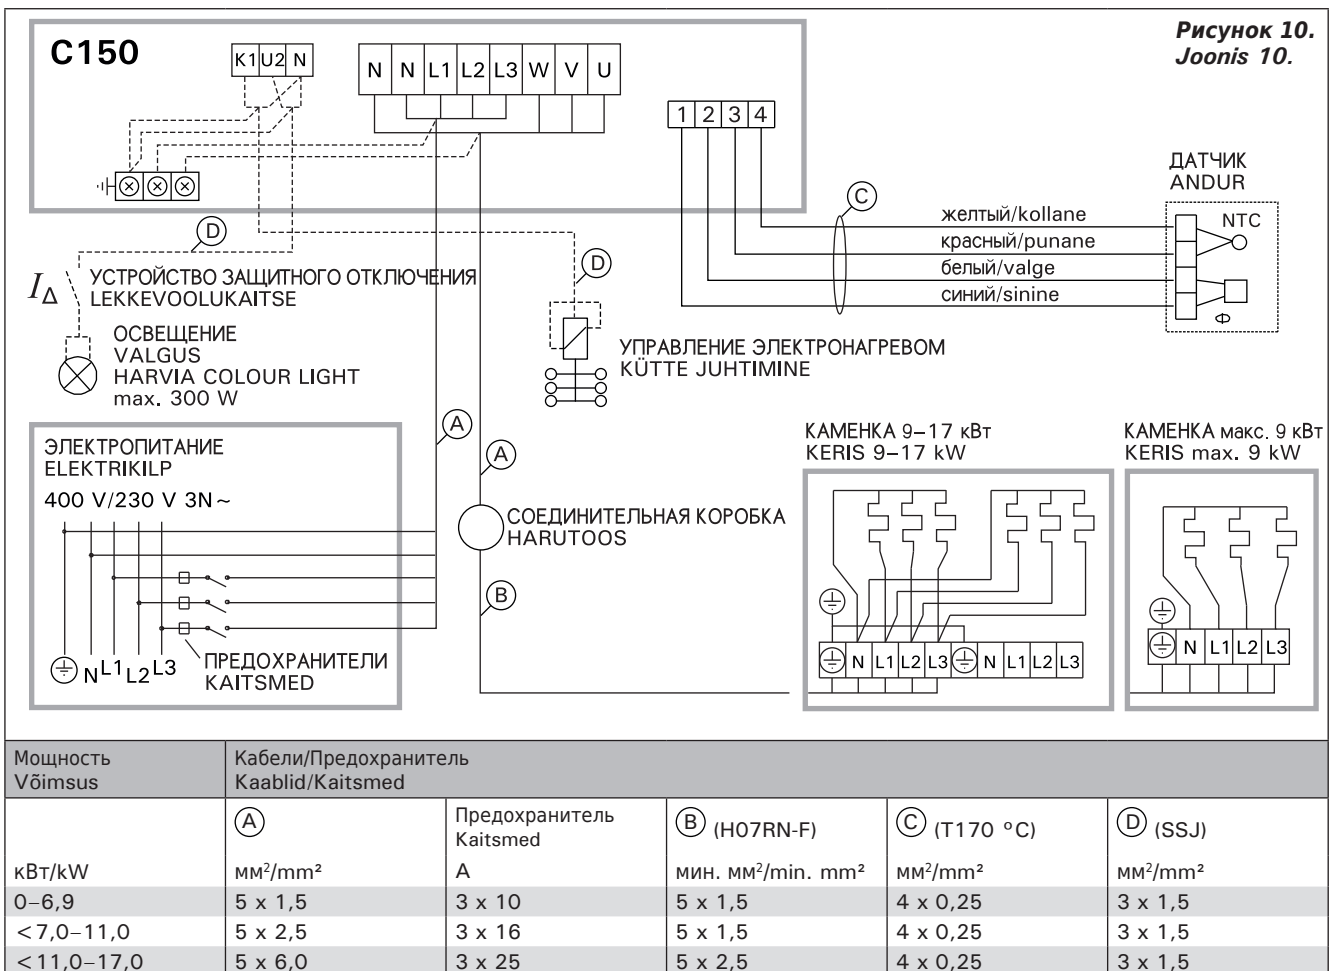 C150
Рисунок 10.
Joonis 10.
K1 U2 N
N N L1 L2 L3 W V U
1 2 3 4
ДАТЧИК
ANDUR
C
желтый/kollane
NTC
красный/punane
белый/valge
синий/sinine
D
D
I∆
УСТРОЙСТВО ЗАЩИТНОГО ОТКЛЮЧЕНИЯ
LEKKEVOOLUKAITSE
ОСВЕЩЕНИЕ
VALGUS
HARVIA COLOUR LIGHT
max. 300 W
УПРАВЛЕНИЕ ЭЛЕКТРОНАГРЕВОМ
KÜTTE JUHTIMINE
A
A
ЭЛЕКТРОПИТАНИЕ
ELEKTRIKILP
400 V/230 V 3N~
СОЕДИНИТЕЛЬНАЯ КОРОБКА
HARUTOOS
B
N L1 L2 L3
ПРЕДОХРАНИТЕЛИ
KAITSMED
КАМЕНКА 9–17 кВт
KERIS 9–17 kW
N L1 L2 L3 N L1 L2 L3
КАМЕНКА макс. 9 кВт
KERIS max. 9 kW
N L1 L2 L3
Мощность
Võimsus
Кабели/Предохранитель
Kaablid/Kaitsmed
A
Предохранитель
Kaitsmed
B (H07RN-F)
C (T170 °C)
D (SSJ)
кВт/kW мм²/mm² A мин. мм²/min. mm² мм²/mm² мм²/mm²
0–6,9 5 x 1,5 3 x 10 5 x 1,5 4 x 0,25 3 x 1,5
<7,0–11,0 5 x 2,5 3 x 16 5 x 1,5 4 x 0,25 3 x 1,5
<11,0–17,0 5 x 6,0 3 x 25 5 x 2,5 4 x 0,25 3 x 1,5